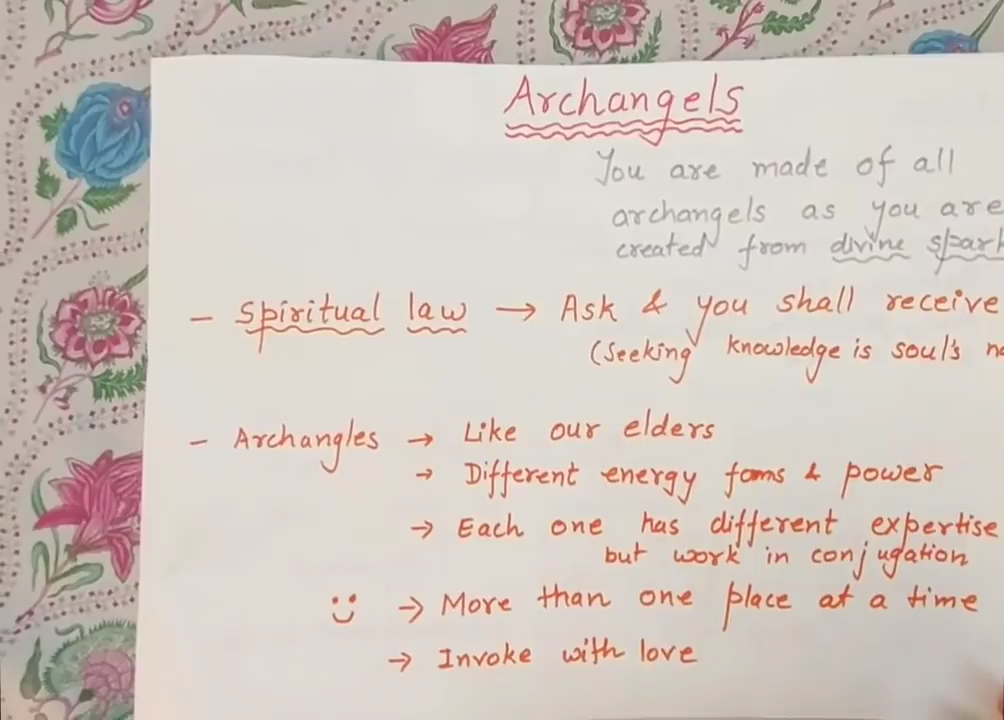 Archangels
You are made of all
archangels as you are
created from divine spark
- Spiritual law → Ask & you shall receive
(Seeking knowledge is soul's
- Archangles → Like our elders
→ Different energy foms & power
→ Each one has different expertise
but work in conjugation
:) → More than one place at a time
→ Invoke with love